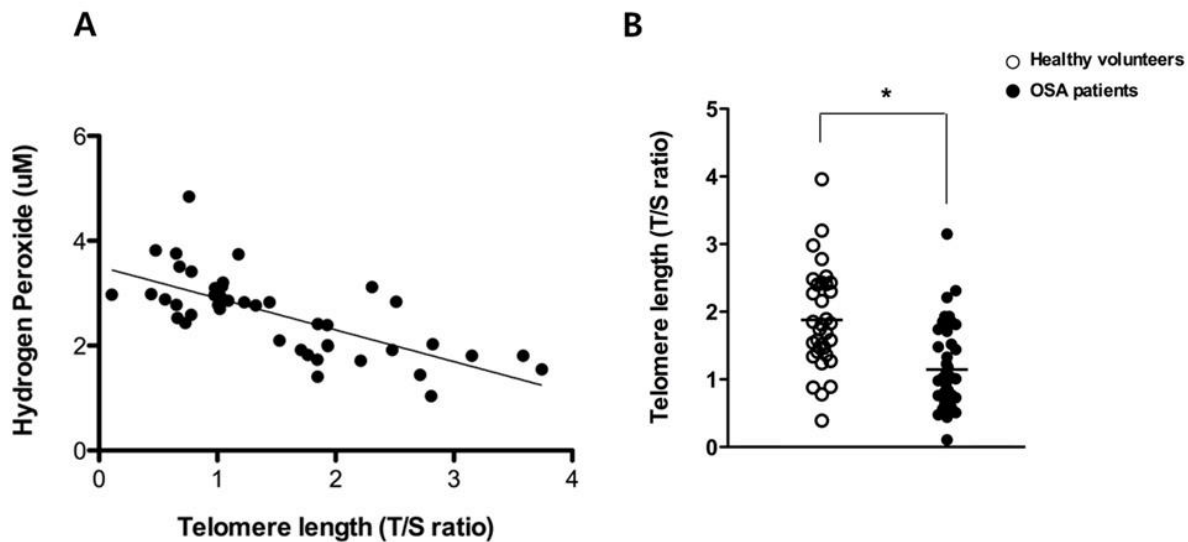 A
Hydrogen Peroxide (uM)
6
4
2
0
0 1 2 3 4
Telomere length (T/S ratio)
B
Healthy volunteers
OSA patients
*
Telomere length (T/S ratio)
5
4
3
2
1
0